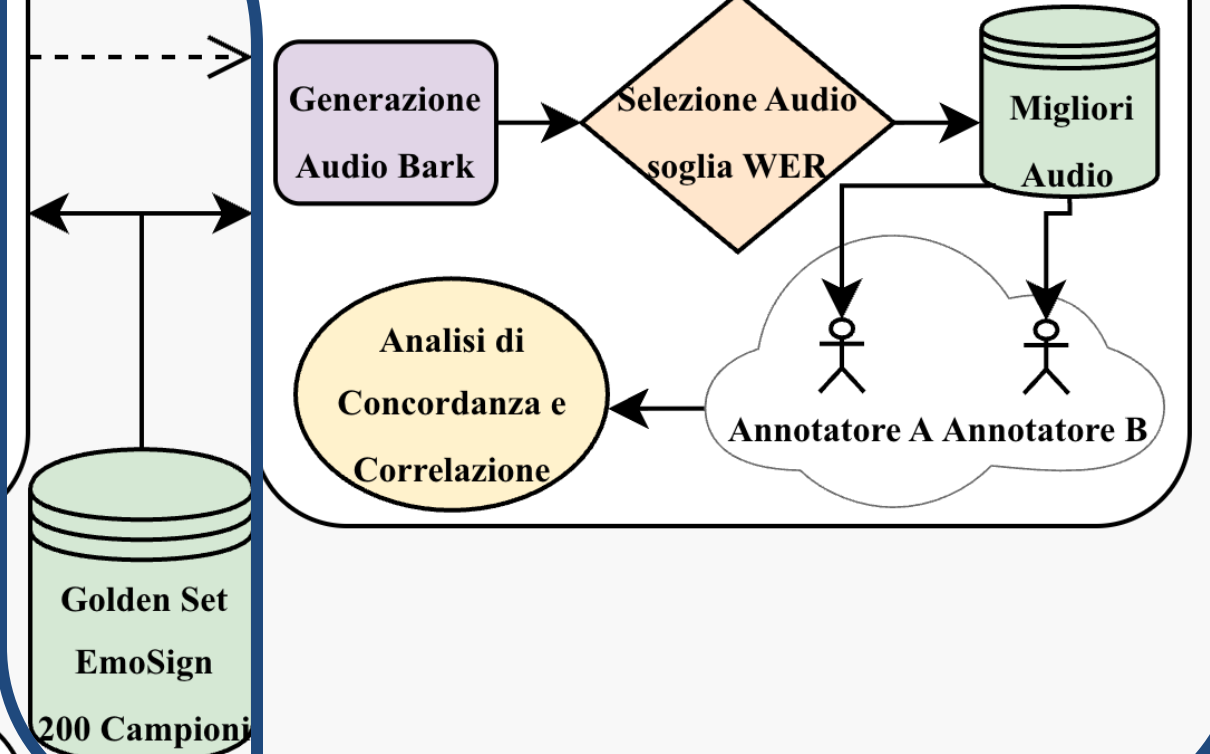 Generazione
Audio Bark
Selezione Audio
soglia WER
Migliori
Audio
Analisi di
Concordanza e
Correlazione
Annotatore A Annotatore B
Golden Set
EmoSign
200 Campioni